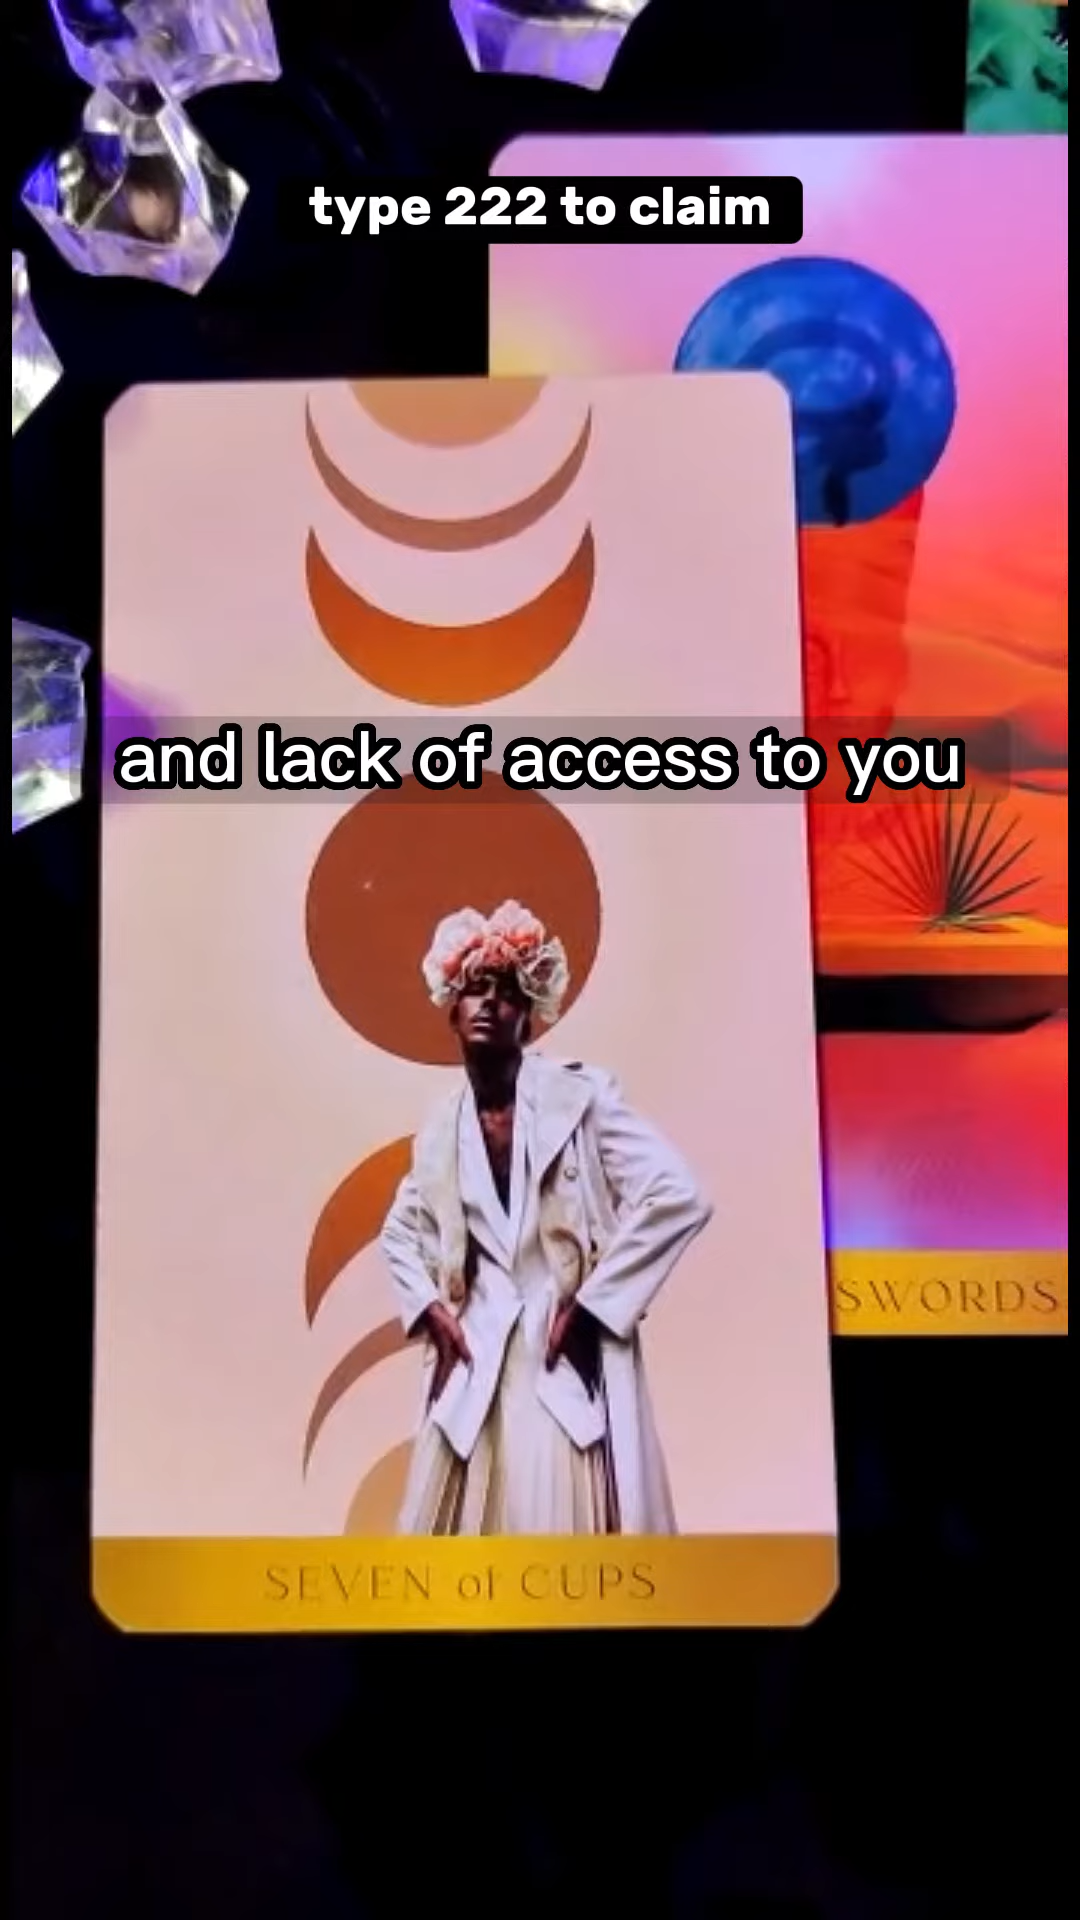 type 222 to claim
and lack of access to you
SWORDS
SEVEN of CUPS